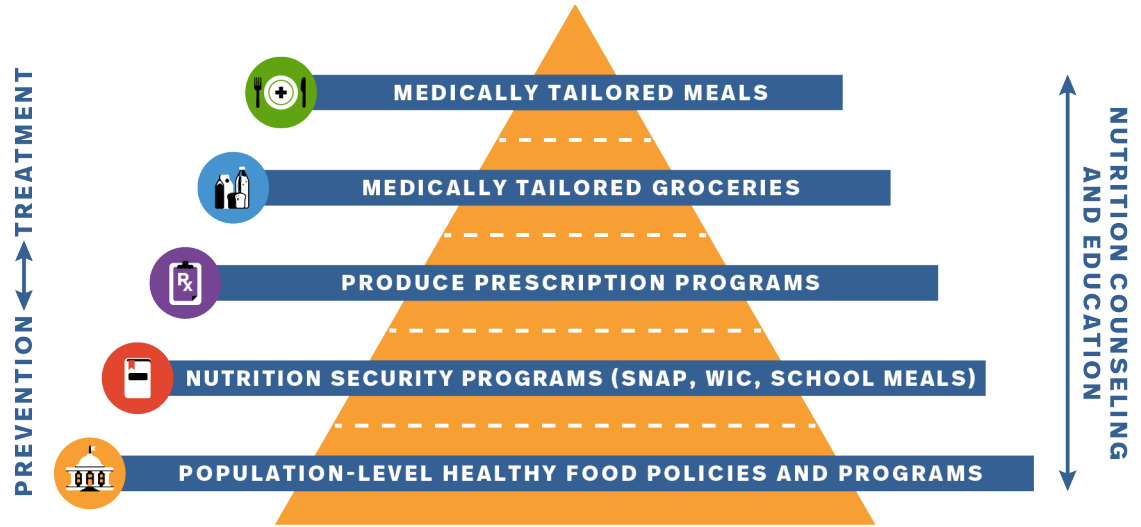 MEDICALLY TAILORED MEALS
MEDICALLY TAILORED GROCERIES
Rx
PRODUCE PRESCRIPTION PROGRAMS
NUTRITION SECURITY PROGRAMS (SNAP, WIC, SCHOOL MEALS)
POPULATION-LEVEL HEALTHY FOOD POLICIES AND PROGRAMS
PREVENTION
TREATMENT
NUTRITION COUNSELING
AND EDUCATION